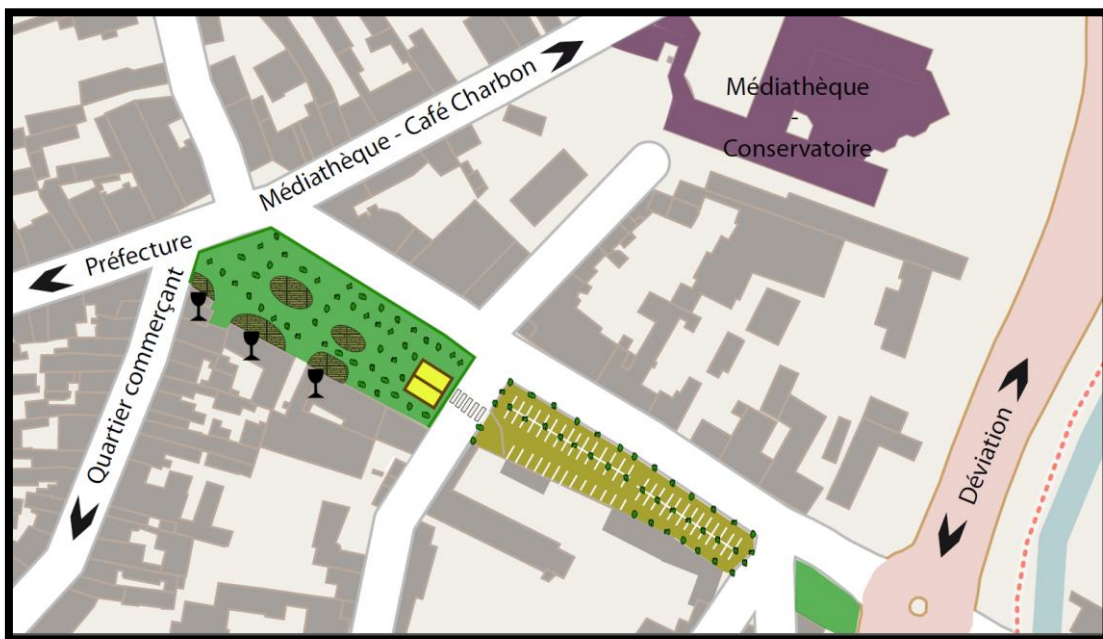 Médiathèque - Café Charbon
Médiathèque
-
Conservatoire
Préfecture
Quartier commerçant
Déviation